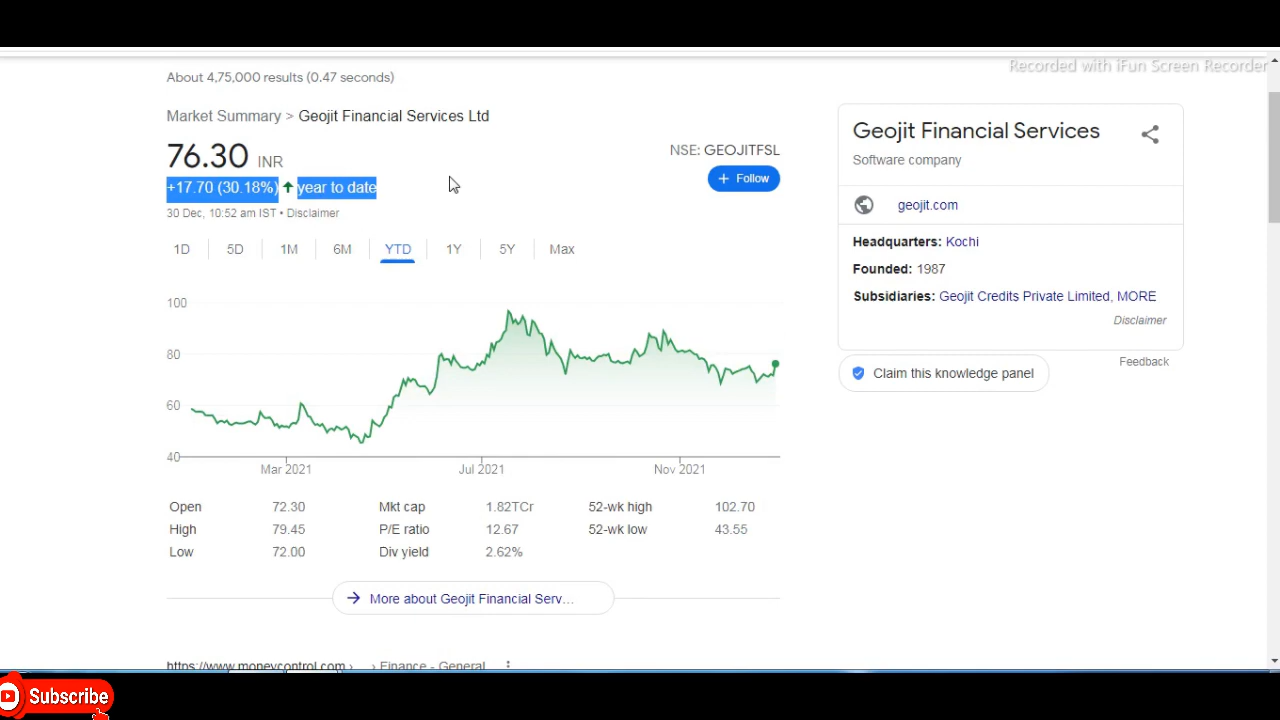 Recorded with iFun Screen Recorder
About 4,75,000 results (0.47 seconds)
Market Summary > Geojit Financial Services Ltd
76.30 INR
+17.70 (30.18%) ↑ year to date
30 Dec, 10:52 am IST • Disclaimer
NSE: GEOJITFSL
+ Follow
1D 5D 1M 6M YTD 1Y 5Y Max
100
80
60
40
Mar 2021 Jul 2021 Nov 2021
Open 72.30 Mkt cap 1.82TCr 52-wk high 102.70
High 79.45 P/E ratio 12.67 52-wk low 43.55
Low 72.00 Div yield 2.62%
→ More about Geojit Financial Serv...
https://www.moneycontrol.com › › Finance - General
Geojit Financial Services
Software company
geojit.com
Headquarters: Kochi
Founded: 1987
Subsidiaries: Geojit Credits Private Limited, MORE
Disclaimer
Feedback
Claim this knowledge panel
Subscribe